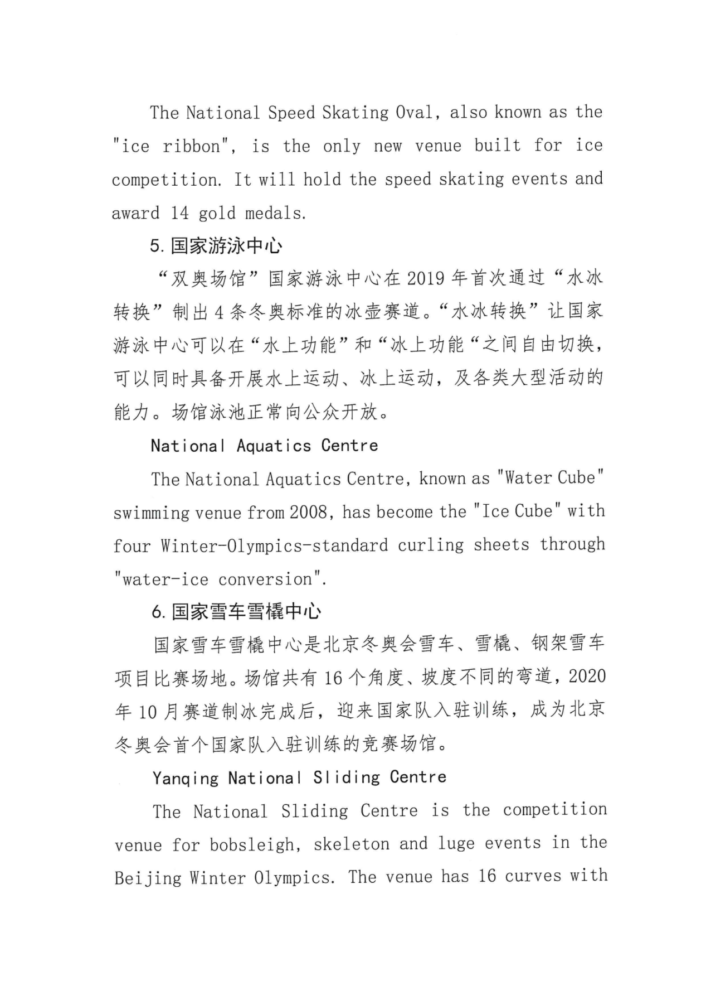 The National Speed Skating Oval, also known as the
"ice ribbon", is the only new venue built for ice
competition. It will hold the speed skating events and
award 14 gold medals.
5. 国家游泳中心
“双奥场馆”国家游泳中心在 2019 年首次通过“水冰
转换”制出 4 条冬奥标准的冰壶赛道。“水冰转换”让国家
游泳中心可以在“水上功能”和“冰上功能“之间自由切换，
可以同时具备开展水上运动、冰上运动，及各类大型活动的
能力。场馆泳池正常向公众开放。
National Aquatics Centre
The National Aquatics Centre, known as "Water Cube"
swimming venue from 2008, has become the "Ice Cube" with
four Winter-Olympics-standard curling sheets through
"water-ice conversion".
6. 国家雪车雪橇中心
国家雪车雪橇中心是北京冬奥会雪车、雪橇、钢架雪车
项目比赛场地。场馆共有 16 个角度、坡度不同的弯道，2020
年 10 月赛道制冰完成后，迎来国家队入驻训练，成为北京
冬奥会首个国家队入驻训练的竞赛场馆。
Yanqing National Sliding Centre
The National Sliding Centre is the competition
venue for bobsleigh, skeleton and luge events in the
Beijing Winter Olympics. The venue has 16 curves with